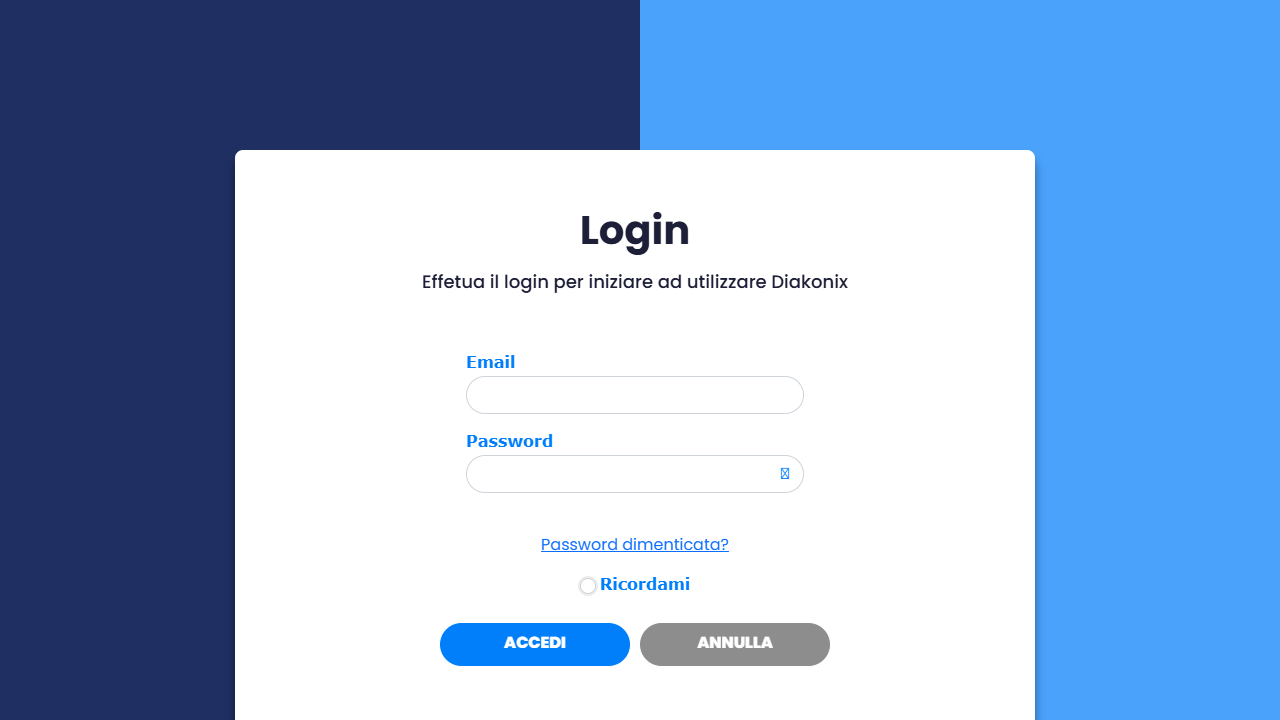 Login
Effetua il login per iniziare ad utilizzare Diakonix
Email
Password
Password dimenticata?
Ricordami
ACCEDI
ANNULLA